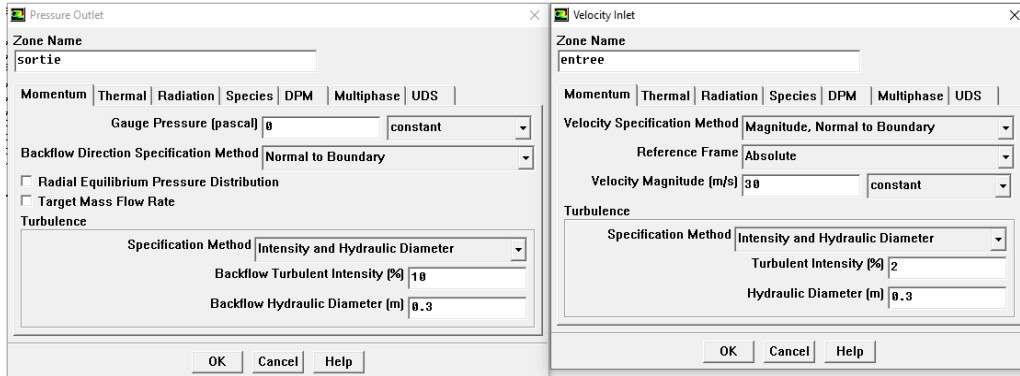 Pressure Outlet
Zone Name
sortie
Momentum Thermal Radiation Species DPM Multiphase UDS
Gauge Pressure (pascal) 0 constant
Backflow Direction Specification Method Normal to Boundary
Radial Equilibrium Pressure Distribution
Target Mass Flow Rate
Turbulence
Specification Method Intensity and Hydraulic Diameter
Backflow Turbulent Intensity (%) 10
Backflow Hydraulic Diameter (m) 0.3
OK Cancel Help
Velocity Inlet
Zone Name
entree
Momentum Thermal Radiation Species DPM Multiphase UDS
Velocity Specification Method Magnitude, Normal to Boundary
Reference Frame Absolute
Velocity Magnitude (m/s) 30 constant
Turbulence
Specification Method Intensity and Hydraulic Diameter
Turbulent Intensity (%) 2
Hydraulic Diameter (m) 0.3
OK Cancel Help